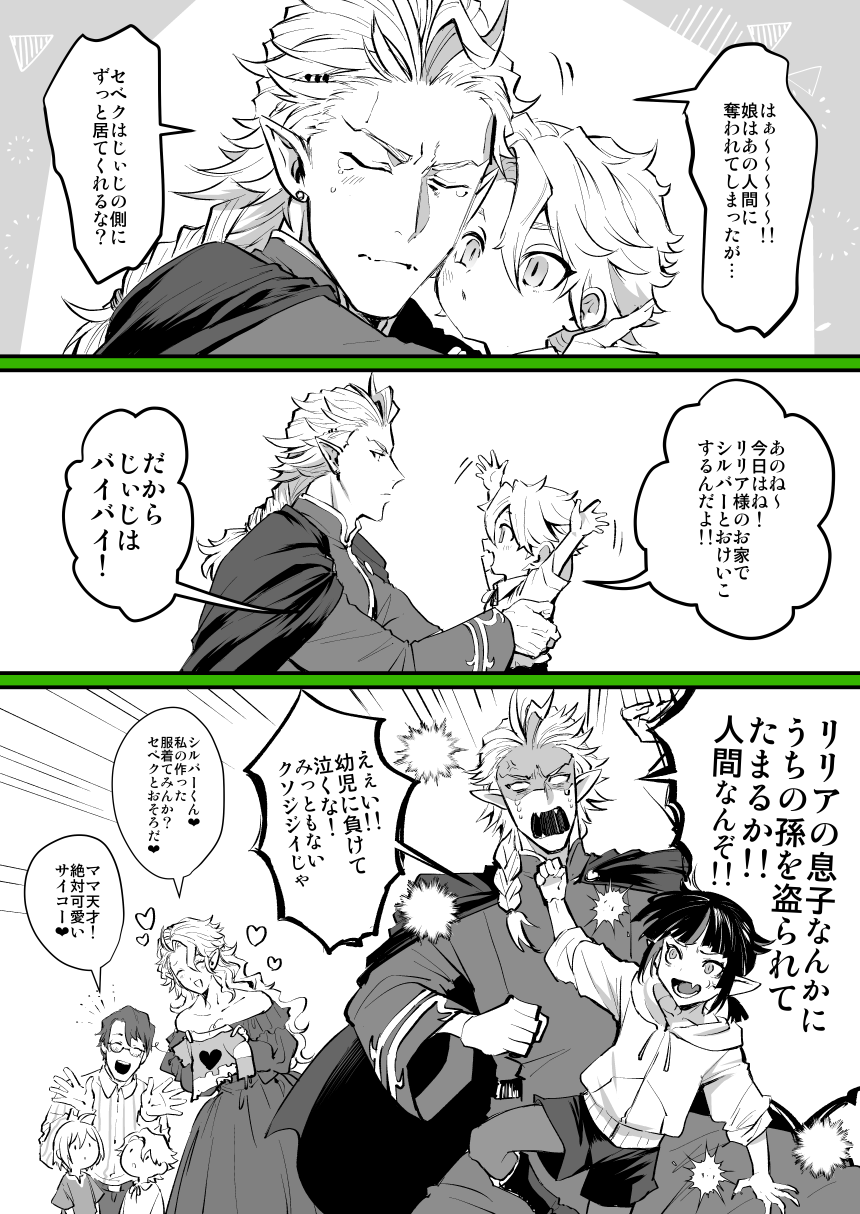 はぁ～～～～～!!
娘はあの人間に
奪われてしまったが…
セベクはじぃじの側に
ずっと居てくれるな?
あのね～
今日はね!
リリア様のお家で
シルバーとおけいこ
するんだよ!!
だから
じぃじは
バイバイ!
リリアの息子なんかに
うちの孫を盗られて
たまるか!!
人間なんぞ!!
えぇい!!
幼児に負けて
泣くな!
みっともない
クソジジイじゃ
シルバーくん♥
私の作った
服着てみんか?
セベクとおそろだ♥
ママ天才!
絶対可愛い
サイコー♥